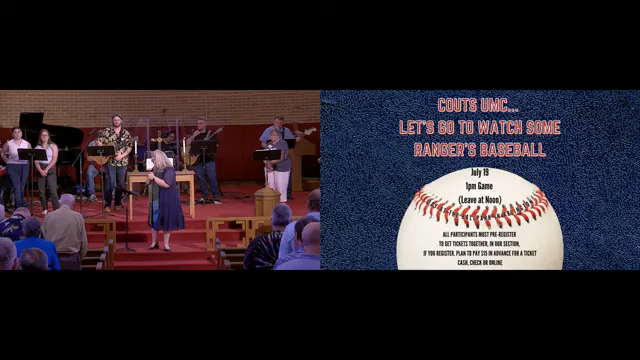 COUTS UMC...
LET'S GO TO WATCH SOME
RANGER'S BASEBALL
July 19
1pm Game
(Leave at Noon)
ALL PARTICIPANTS MUST PRE-REGISTER
TO GET TICKETS TOGETHER, IN OUR SECTION,
IF YOU REGISTER, PLAN TO PAY $15 IN ADVANCE FOR A TICKET
CASH, CHECK OR ONLINE